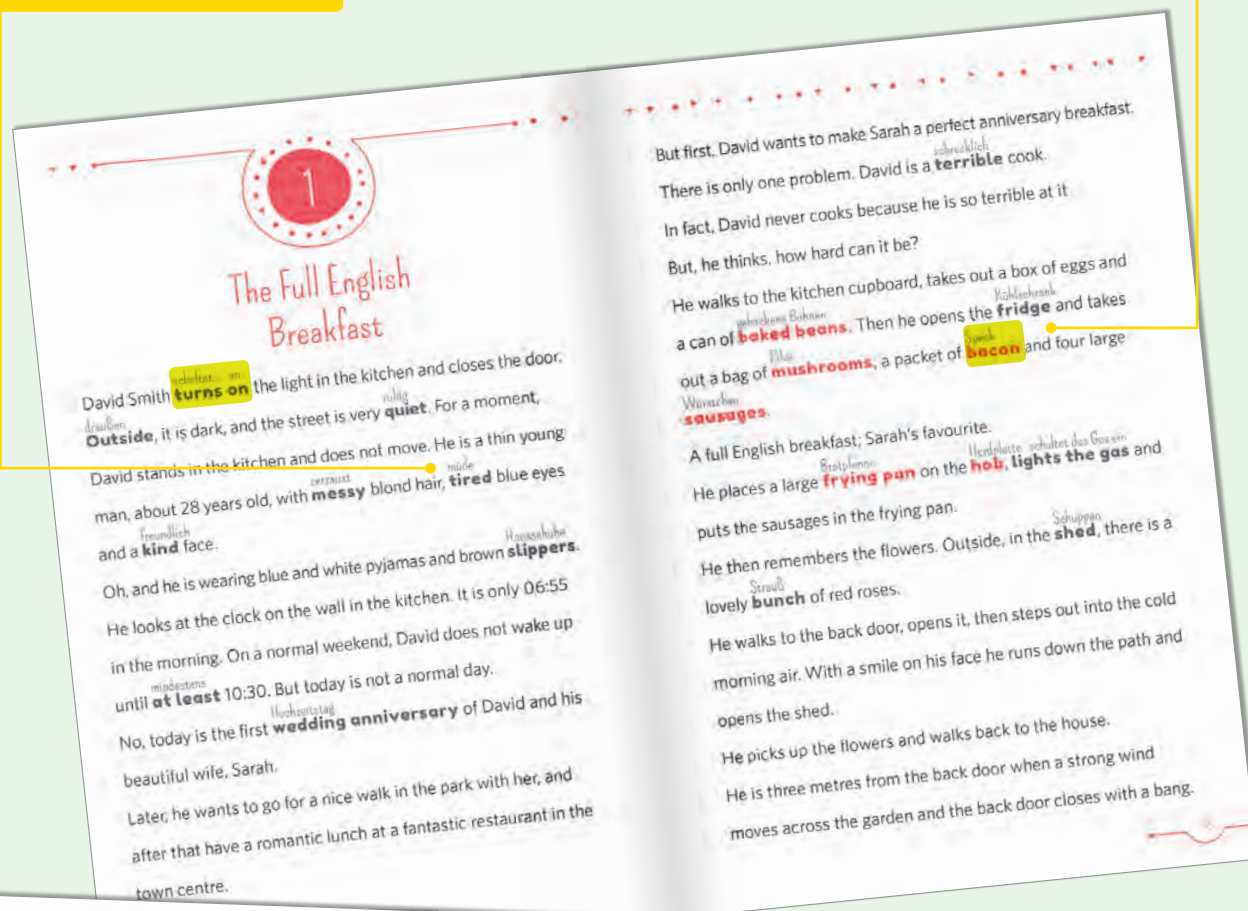 1
The Full English
Breakfast
schaltet an
David Smith turns on the light in the kitchen and closes the door.
draußen ruhig
Outside, it is dark, and the street is very quiet. For a moment,
David stands in the kitchen and does not move. He is a thin young
zerzaust müde
man, about 28 years old, with messy blond hair, tired blue eyes
freundlich
and a kind face.
Hausschuhe
Oh, and he is wearing blue and white pyjamas and brown slippers.
He looks at the clock on the wall in the kitchen. It is only 06:55
in the morning. On a normal weekend, David does not wake up
mindestens
until at least 10:30. But today is not a normal day.
Hochzeitstag
No, today is the first wedding anniversary of David and his
beautiful wife, Sarah.
Later, he wants to go for a nice walk in the park with her, and
after that have a romantic lunch at a fantastic restaurant in the
town centre.
But first, David wants to make Sarah a perfect anniversary breakfast.
schrecklich
There is only one problem. David is a terrible cook.
In fact, David never cooks because he is so terrible at it
But, he thinks, how hard can it be?
He walks to the kitchen cupboard, takes out a box of eggs and
gebackene Bohnen Kühlschrank
a can of baked beans. Then he opens the fridge and takes
Pilze Speck
out a bag of mushrooms, a packet of bacon and four large
Würstchen
sausages.
A full English breakfast; Sarah's favourite.
Bratpfanne Herdplatte schaltet das Gas ein
He places a large frying pan on the hob, lights the gas and
puts the sausages in the frying pan.
Schuppen
He then remembers the flowers. Outside, in the shed, there is a
Strauß
lovely bunch of red roses.
He walks to the back door, opens it, then steps out into the cold
morning air. With a smile on his face he runs down the path and
opens the shed.
He picks up the flowers and walks back to the house.
He is three metres from the back door when a strong wind
moves across the garden and the back door closes with a bang.